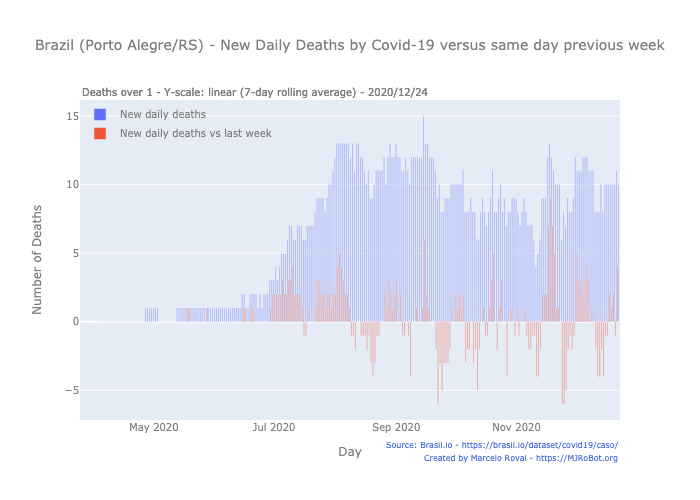 Brazil (Porto Alegre/RS) - New Daily Deaths by Covid-19 versus same day previous week
Deaths over 1 - Y-scale: linear (7-day rolling average) - 2020/12/24
New daily deaths
New daily deaths vs last week
15
10
5
0
−5
Number of Deaths
May 2020
Jul 2020
Sep 2020
Nov 2020
Day
Source: Brasil.io - https://brasil.io/dataset/covid19/caso/
Created by Marcelo Rovai - https://MJRoBot.org